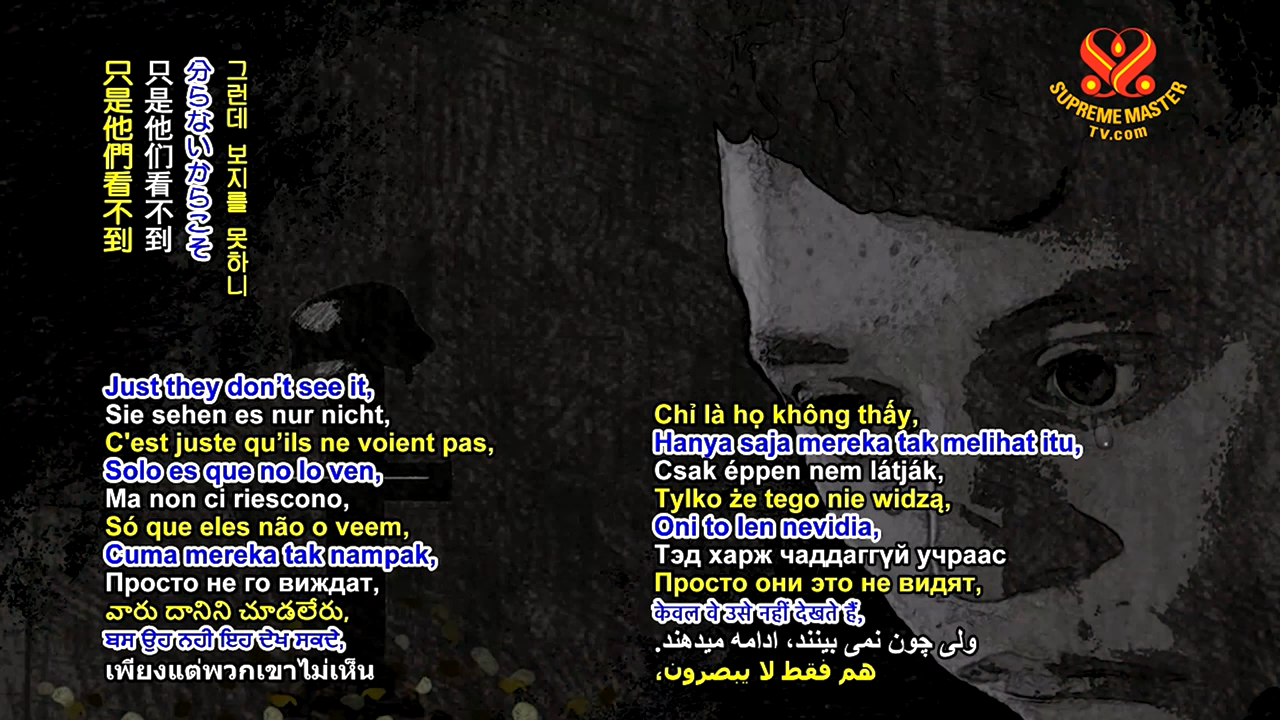 只是他們看不到
只是他们看不到
分らないからこそ
그런데 보지를 못하니
SUPREME MASTER
TV.com
Just they don't see it,
Sie sehen es nur nicht,
C'est juste qu'ils ne voient pas,
Solo es que no lo ven,
Ma non ci riescono,
Só que eles não o veem,
Cuma mereka tak nampak,
Просто не го виждат,
వారు దానిని చూడలేరు,
ਬਸ ਉਹ ਨਹੀ ਇਹ ਦੇਖ ਸਕਦੇ,
เพียงแต่พวกเขาไม่เห็น
Chỉ là họ không thấy,
Hanya saja mereka tak melihat itu,
Csak éppen nem látják,
Tylko że tego nie widzą,
Oni to len nevidia,
Тэд харж чаддаггүй учраас
Просто они это не видят,
केवल वे उसे नहीं देखते हैं,
ولی چون نمی بینند، ادامه میدهند.
هم فقط لا يبصرون،